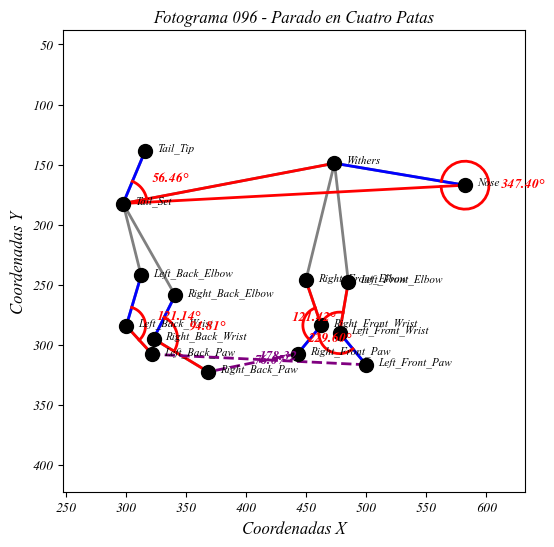 Fotograma 096 - Parado en Cuatro Patas
Coordenadas Y
50
100
150
200
250
300
350
400
Tail_Tip
Withers
56.46°
Nose
347.40°
Tail_Set
Left_Back_Elbow
Right_Front_Elbow
Left_Front_Elbow
Right_Back_Elbow
Left_Back_Wrist
Right_Front_Wrist
Left_Front_Wrist
Right_Back_Wrist
Left_Back_Paw
Right_Front_Paw
Left_Front_Paw
Right_Back_Paw
250
300
350
400
450
500
550
600
Coordenadas X